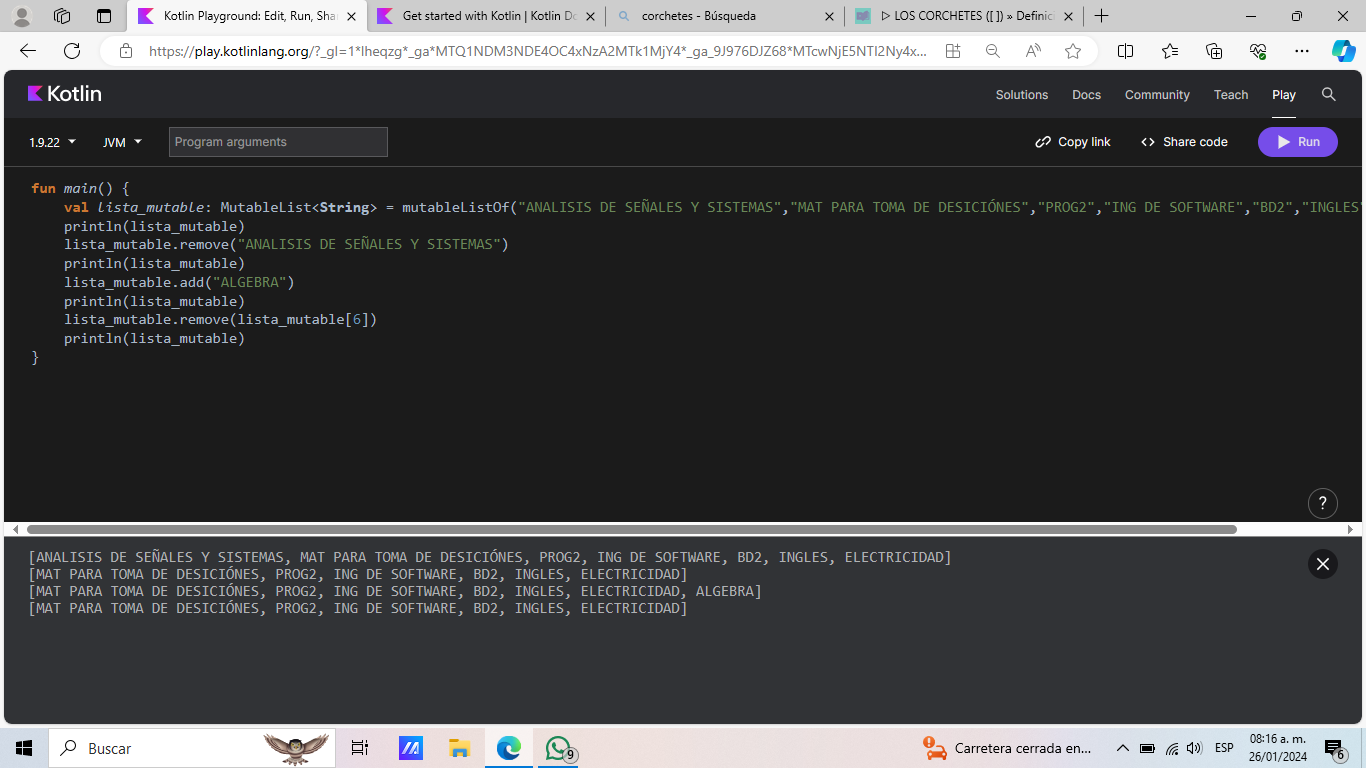 Kotlin Playground: Edit, Run, Sha
Get started with Kotlin | Kotlin Do
corchetes - Búsqueda
▷ LOS CORCHETES ([ ]) » Definici
https://play.kotlinlang.org/?_gl=1*lheqzg*_ga*MTQ1NDM3NDE4OC4xNzA2MTk1MjY4*_ga_9J976DJZ68*MTcwNjE5NTI2Ny4x...
Kotlin
Solutions
Docs
Community
Teach
Play
1.9.22
JVM
Program arguments
Copy link
Share code
Run
fun main() {
val lista_mutable: MutableList<String> = mutableListOf("ANALISIS DE SEÑALES Y SISTEMAS","MAT PARA TOMA DE DESICIÓNES","PROG2","ING DE SOFTWARE","BD2","INGLES"
println(lista_mutable)
lista_mutable.remove("ANALISIS DE SEÑALES Y SISTEMAS")
println(lista_mutable)
lista_mutable.add("ALGEBRA")
println(lista_mutable)
lista_mutable.remove(lista_mutable[6])
println(lista_mutable)
}
?
[ANALISIS DE SEÑALES Y SISTEMAS, MAT PARA TOMA DE DESICIÓNES, PROG2, ING DE SOFTWARE, BD2, INGLES, ELECTRICIDAD]
[MAT PARA TOMA DE DESICIÓNES, PROG2, ING DE SOFTWARE, BD2, INGLES, ELECTRICIDAD]
[MAT PARA TOMA DE DESICIÓNES, PROG2, ING DE SOFTWARE, BD2, INGLES, ELECTRICIDAD, ALGEBRA]
[MAT PARA TOMA DE DESICIÓNES, PROG2, ING DE SOFTWARE, BD2, INGLES, ELECTRICIDAD]
Buscar
9
Carretera cerrada en...
ESP
08:16 a. m.
26/01/2024
6